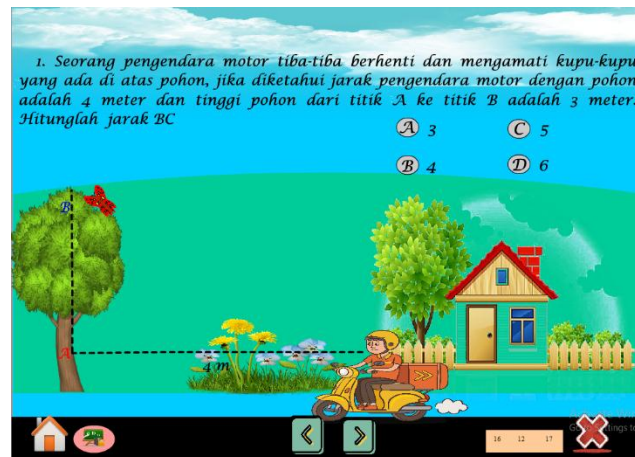 1. Seorang pengendara motor tiba-tiba berhenti dan mengamati kupu-kupu
yang ada di atas pohon, jika diketahui jarak pengendara motor dengan pohon
adalah 4 meter dan tinggi pohon dari titik A ke titik B adalah 3 meter.
Hitunglah jarak BC
A 3
C 5
B 4
D 6
B
A
4 m
16 12 17